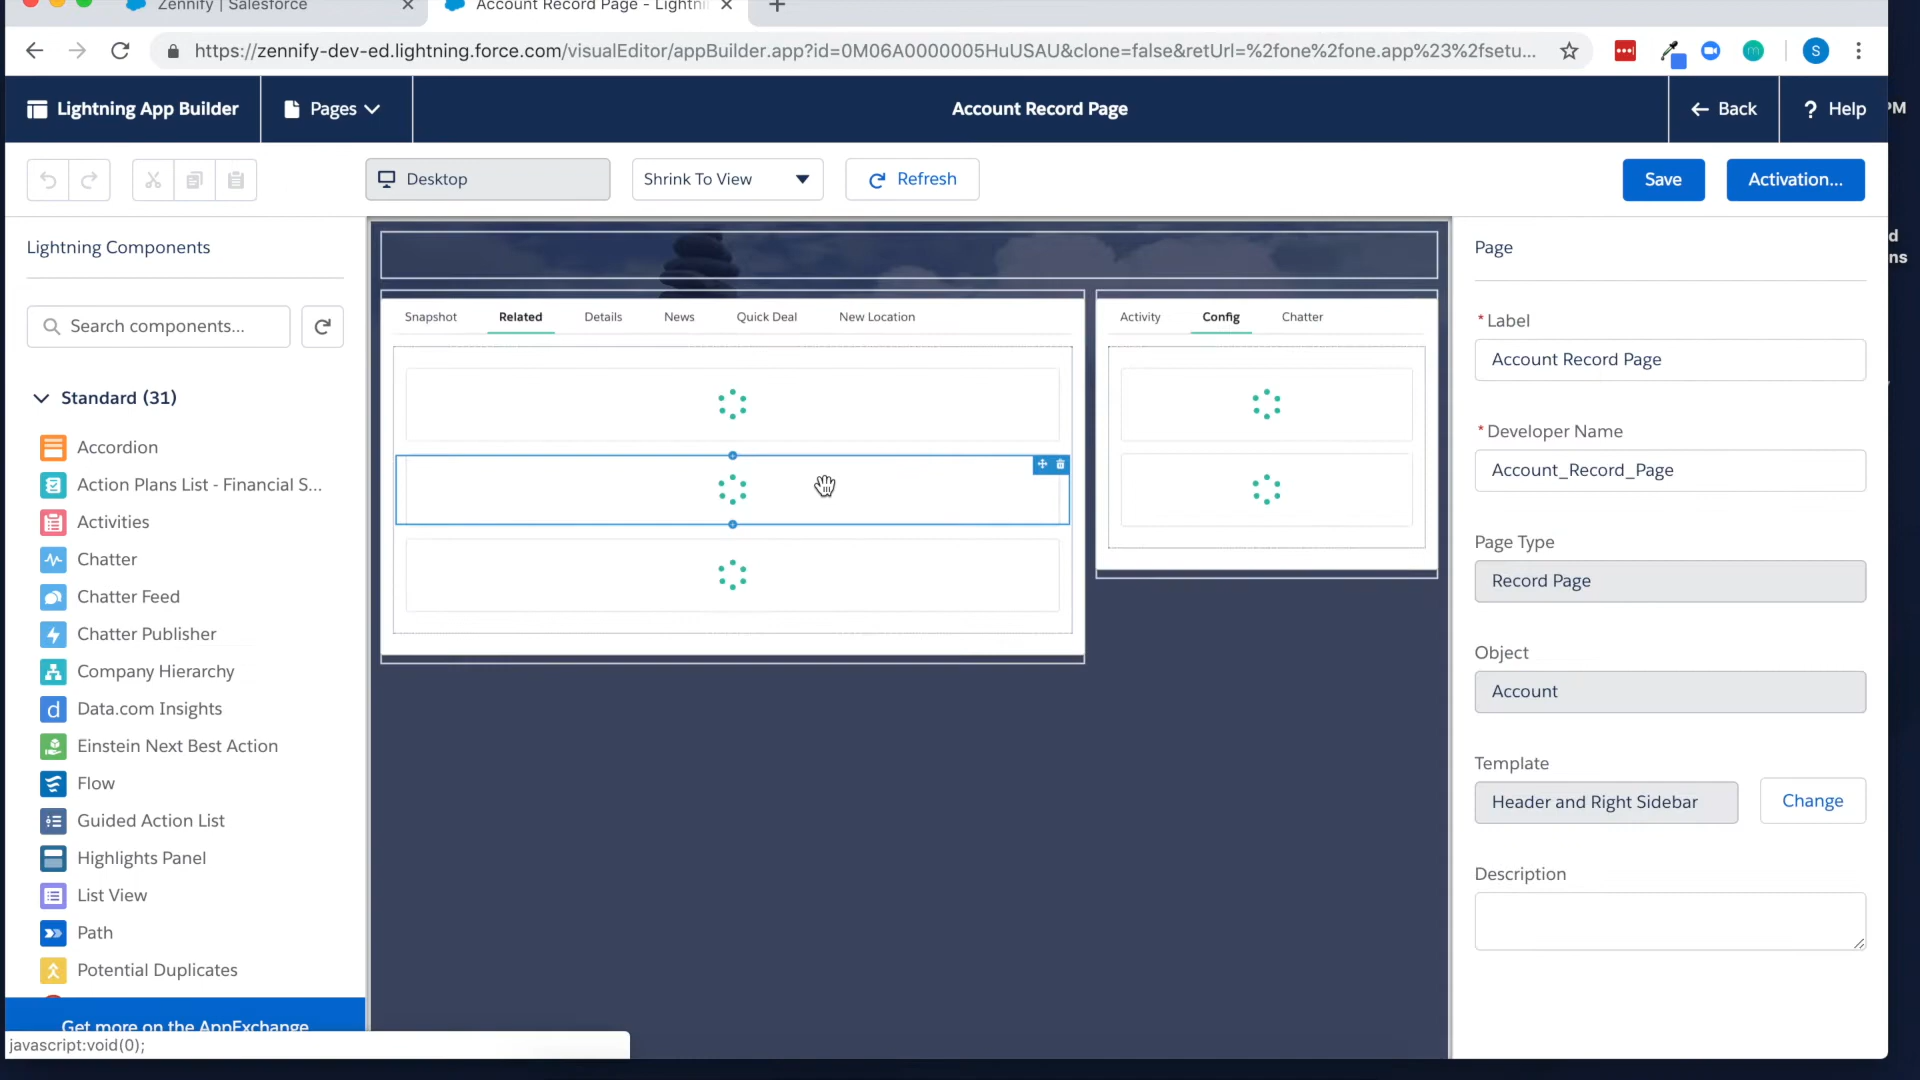 Zennify | Salesforce
Account Record Page - Lightni
https://zennify-dev-ed.lightning.force.com/visualEditor/appBuilder.app?id=0M06A0000005HuUSAU&clone=false&retUrl=%2fone%2fone.app%23%2fsetu...
S
Lightning App Builder
Pages
Account Record Page
Back
? Help
PM
Desktop
Shrink To View
Refresh
Save
Activation...
d
ns
Lightning Components
Search components...
Standard (31)
Accordion
Action Plans List - Financial S...
Activities
Chatter
Chatter Feed
Chatter Publisher
Company Hierarchy
d Data.com Insights
Einstein Next Best Action
Flow
Guided Action List
Highlights Panel
List View
Path
Potential Duplicates
Get more on the AppExchange
javascript:void(0);
Snapshot
Related
Details
News
Quick Deal
New Location
Activity
Config
Chatter
Page
*Label
Account Record Page
*Developer Name
Account_Record_Page
Page Type
Record Page
Object
Account
Template
Header and Right Sidebar
Change
Description